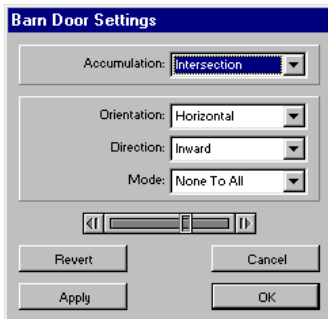 Barn Door Settings
Accumulation: Intersection
Orientation: Horizontal
Direction: Inward
Mode: None To All
Revert Cancel
Apply OK